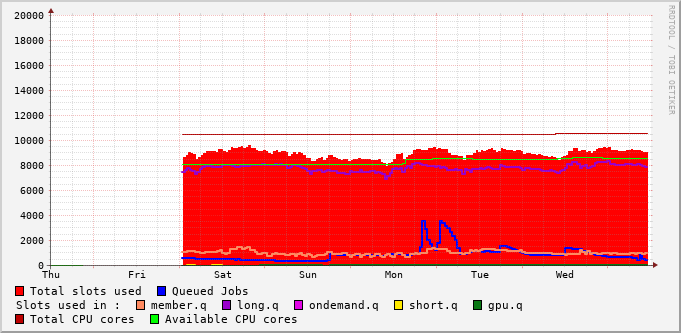 20000
18000
16000
14000
12000
10000
8000
6000
4000
2000
0
Thu Fri Sat Sun Mon Tue Wed
RRDTOOL / TOBI OETIKER
Total slots used Queued Jobs
Slots used in : member.q long.q ondemand.q short.q gpu.q
Total CPU cores Available CPU cores